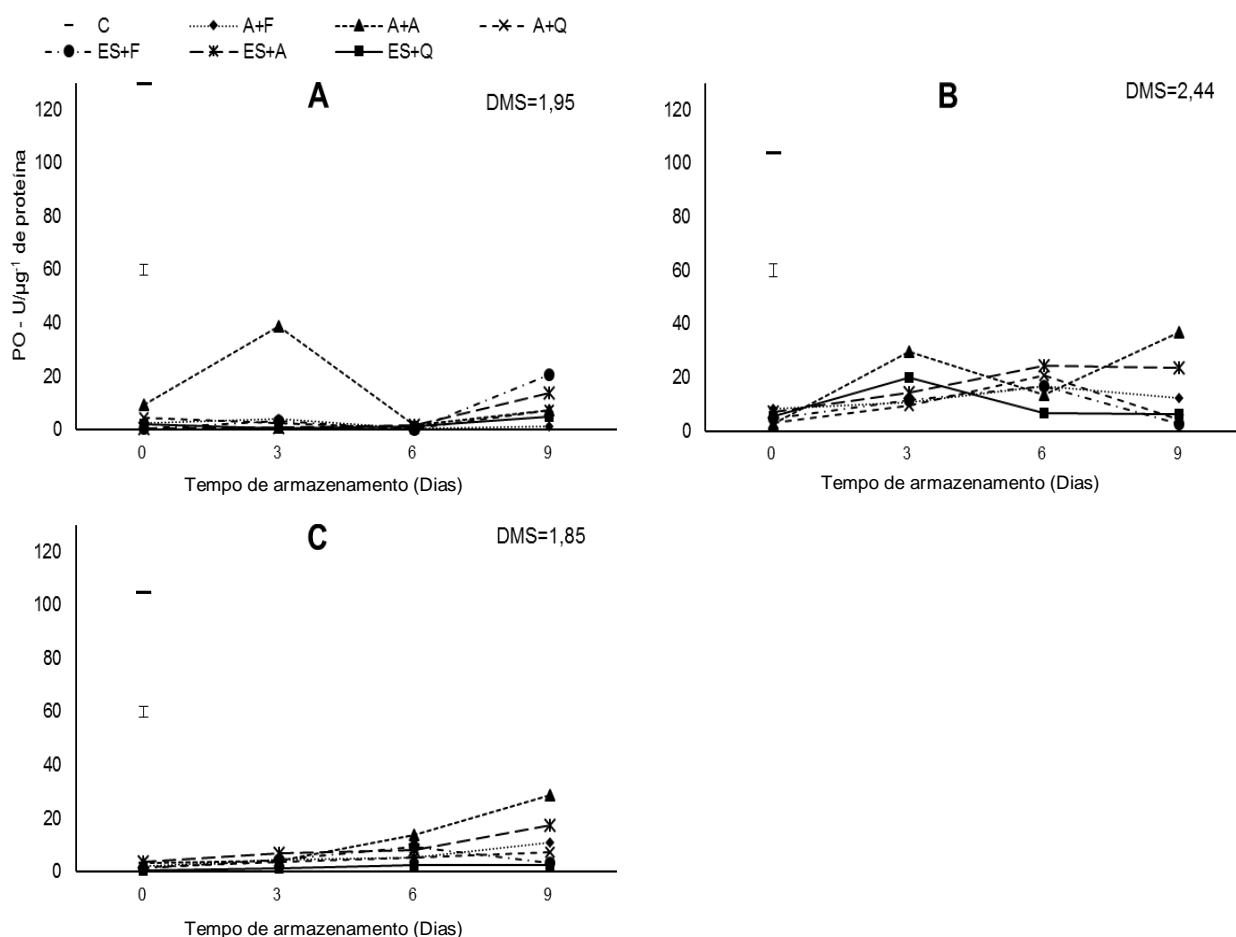 C A+F A+A A+Q
ES+F ES+A ES+Q
A
DMS=1,95
PO - U/µg⁻¹ de proteína
120
100
80
60
40
20
0
0 3 6 9
Tempo de armazenamento (Dias)
B
DMS=2,44
120
100
80
60
40
20
0
0 3 6 9
Tempo de armazenamento (Dias)
C
DMS=1,85
120
100
80
60
40
20
0
0 3 6 9
Tempo de armazenamento (Dias)